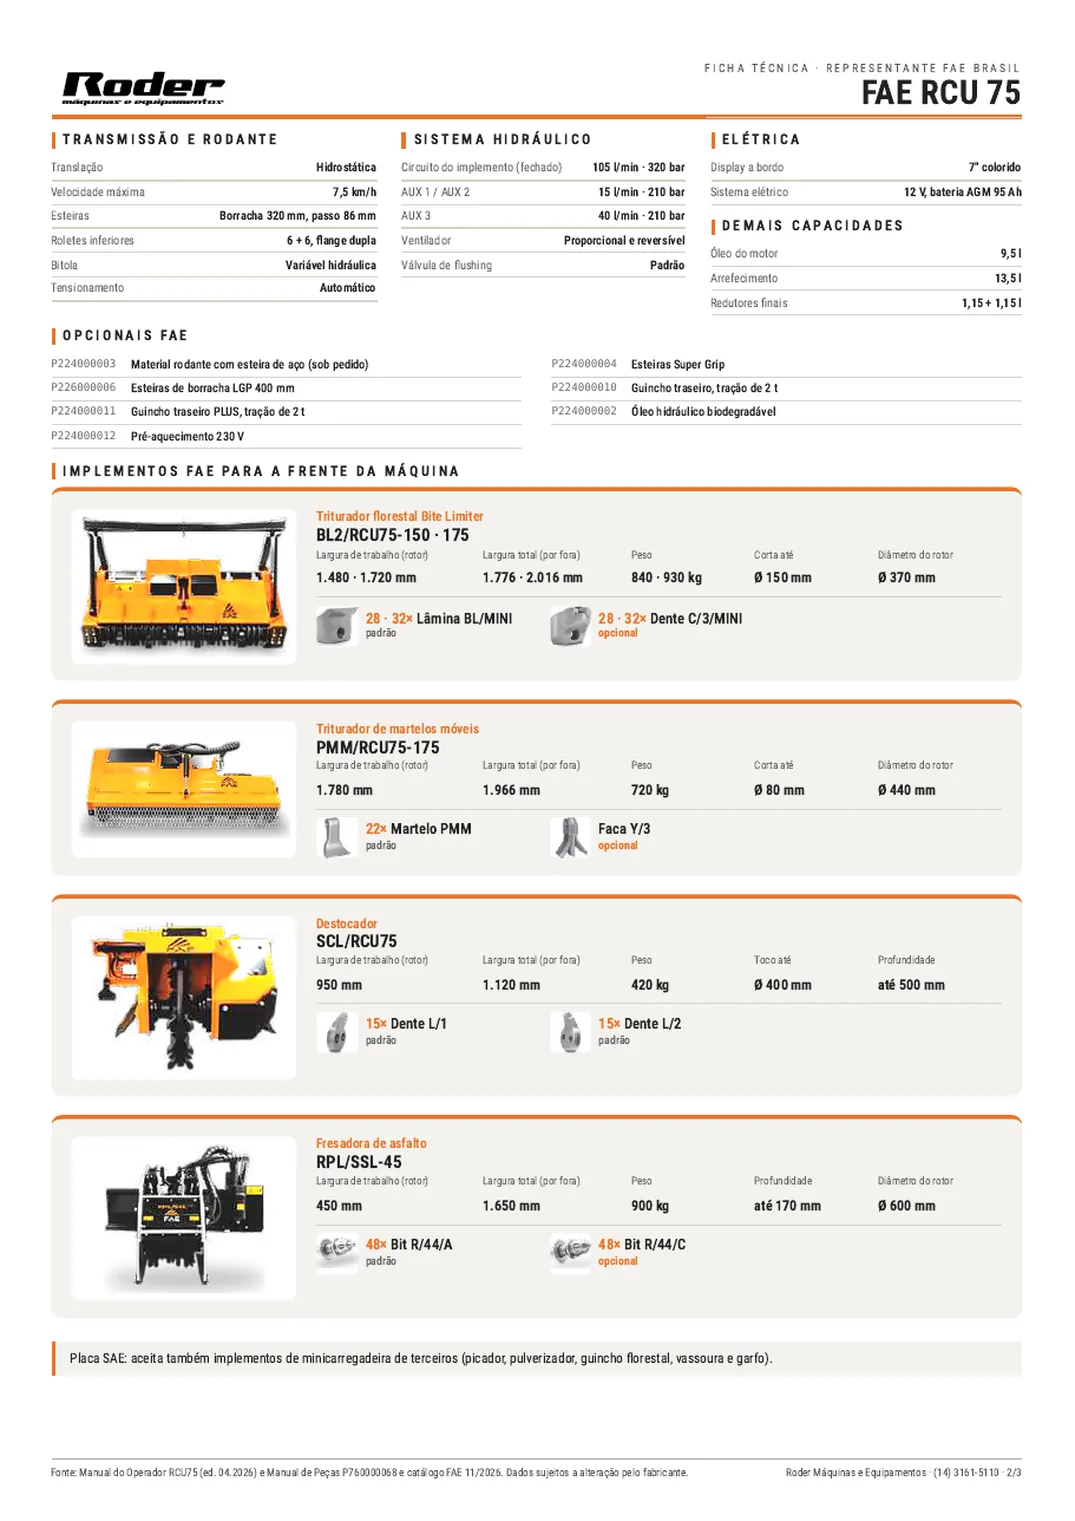 Roder
máquinas e equipamentos
FICHA TÉCNICA · REPRESENTANTE FAE BRASIL
FAE RCU 75
TRANSMISSÃO E RODANTE
Translação Hidrostática
Velocidade máxima 7,5 km/h
Esteiras Borracha 320 mm, passo 86 mm
Roletes inferiores 6 + 6, flange dupla
Bitola Variável hidráulica
Tensionamento Automático
SISTEMA HIDRÁULICO
Circuito do implemento (fechado) 105 l/min · 320 bar
AUX 1 / AUX 2 15 l/min · 210 bar
AUX 3 40 l/min · 210 bar
Ventilador Proporcional e reversível
Válvula de flushing Padrão
ELÉTRICA
Display a bordo 7" colorido
Sistema elétrico 12 V, bateria AGM 95 Ah
DEMAIS CAPACIDADES
Óleo do motor 9,5 l
Arrefecimento 13,5 l
Redutores finais 1,15 + 1,15 l
OPCIONAIS FAE
P224000003 Material rodante com esteira de aço (sob pedido)
P226000006 Esteiras de borracha LGP 400 mm
P224000011 Guincho traseiro PLUS, tração de 2 t
P224000012 Pré-aquecimento 230 V
P224000004 Esteiras Super Grip
P224000010 Guincho traseiro, tração de 2 t
P224000002 Óleo hidráulico biodegradável
IMPLEMENTOS FAE PARA A FRENTE DA MÁQUINA
Triturador florestal Bite Limiter
BL2/RCU75-150 · 175
Largura de trabalho (rotor) Largura total (por fora) Peso Corta até Diâmetro do rotor
1.480 · 1.720 mm 1.776 · 2.016 mm 840 · 930 kg Ø 150 mm Ø 370 mm
28 · 32× Lâmina BL/MINI
padrão
28 · 32× Dente C/3/MINI
opcional
FAE
Triturador de martelos móveis
PMM/RCU75-175
Largura de trabalho (rotor) Largura total (por fora) Peso Corta até Diâmetro do rotor
1.780 mm 1.966 mm 720 kg Ø 80 mm Ø 440 mm
22× Martelo PMM
padrão
Faca Y/3
opcional
FAE
Destocador
SCL/RCU75
Largura de trabalho (rotor) Largura total (por fora) Peso Toco até Profundidade
950 mm 1.120 mm 420 kg Ø 400 mm até 500 mm
15× Dente L/1
padrão
15× Dente L/2
padrão
FAE
Fresadora de asfalto
RPL/SSL-45
Largura de trabalho (rotor) Largura total (por fora) Peso Profundidade Diâmetro do rotor
450 mm 1.650 mm 900 kg até 170 mm Ø 600 mm
48× Bit R/44/A
padrão
48× Bit R/44/C
opcional
FAE
Placa SAE: aceita também implementos de minicarregadeira de terceiros (picador, pulverizador, guincho florestal, vassoura e garfo).
Fonte: Manual do Operador RCU75 (ed. 04.2026) e Manual de Peças P760000068 e catálogo FAE 11/2026. Dados sujeitos a alteração pelo fabricante.
Roder Máquinas e Equipamentos · (14) 3161-5110 · 2/3